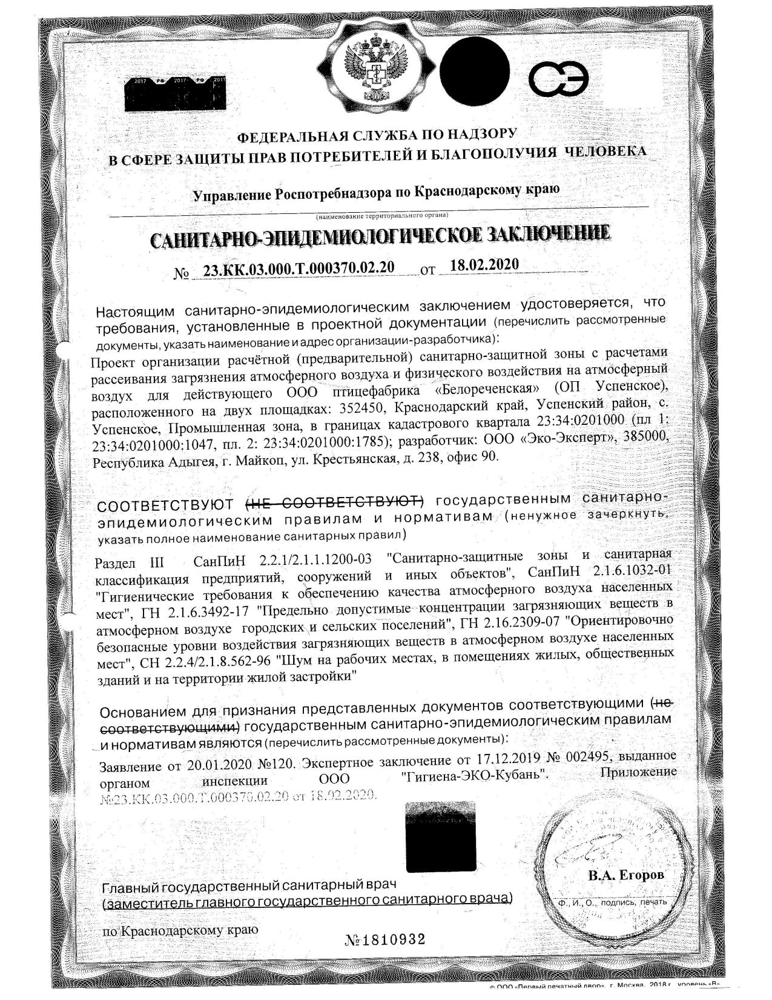 2017 РФ 2017 РФ 2017
СЭ
ФЕДЕРАЛЬНАЯ СЛУЖБА ПО НАДЗОРУ
В СФЕРЕ ЗАЩИТЫ ПРАВ ПОТРЕБИТЕЛЕЙ И БЛАГОПОЛУЧИЯ ЧЕЛОВЕКА
Управление Роспотребнадзора по Краснодарскому краю
(наименование территориального органа)
САНИТАРНО-ЭПИДЕМИОЛОГИЧЕСКОЕ ЗАКЛЮЧЕНИЕ
№ 23.КК.03.000.Т.000370.02.20 от 18.02.2020
Настоящим санитарно-эпидемиологическим заключением удостоверяется, что
требования, установленные в проектной документации (перечислить рассмотренные
документы, указать наименование и адрес организации-разработчика):
Проект организации расчётной (предварительной) санитарно-защитной зоны с расчетами
рассеивания загрязнения атмосферного воздуха и физического воздействия на атмосферный
воздух для действующего ООО птицефабрика «Белореченская» (ОП Успенское),
расположенного на двух площадках: 352450, Краснодарский край, Успенский район, с.
Успенское, Промышленная зона, в границах кадастрового квартала 23:34:0201000 (пл 1:
23:34:0201000:1047, пл. 2: 23:34:0201000:1785); разработчик: ООО «Эко-Эксперт», 385000,
Республика Адыгея, г. Майкоп, ул. Крестьянская, д. 238, офис 90.
СООТВЕТСТВУЮТ (НЕ СООТВЕТСТВУЮТ) государственным санитарно-
эпидемиологическим правилам и нормативам (ненужное зачеркнуть,
указать полное наименование санитарных правил)
Раздел III СанПиН 2.2.1/2.1.1.1200-03 "Санитарно-защитные зоны и санитарная
классификация предприятий, сооружений и иных объектов", СанПиН 2.1.6.1032-01
"Гигиенические требования к обеспечению качества атмосферного воздуха населенных
мест", ГН 2.1.6.3492-17 "Предельно допустимые концентрации загрязняющих веществ в
атмосферном воздухе городских и сельских поселений", ГН 2.16.2309-07 "Ориентировочно
безопасные уровни воздействия загрязняющих веществ в атмосферном воздухе населенных
мест", СН 2.2.4/2.1.8.562-96 "Шум на рабочих местах, в помещениях жилых, общественных
зданий и на территории жилой застройки"
Основанием для признания представленных документов соответствующими (не
соответствующими) государственным санитарно-эпидемиологическим правилам
и нормативам являются (перечислить рассмотренные документы):
Заявление от 20.01.2020 №120. Экспертное заключение от 17.12.2019 № 002495, выданное
органом инспекции ООО "Гигиена-ЭКО-Кубань". Приложение
№23.КК.03.000.Т.000370.02.20 от 18.02.2020.
Главный государственный санитарный врач
(заместитель главного государственного санитарного врача)
В.А. Егоров
Ф., И., О., подпись, печать
по Краснодарскому краю
№1810932
© ООО «Первый печатный двор», г. Москва, 2018 г., уровень «В»